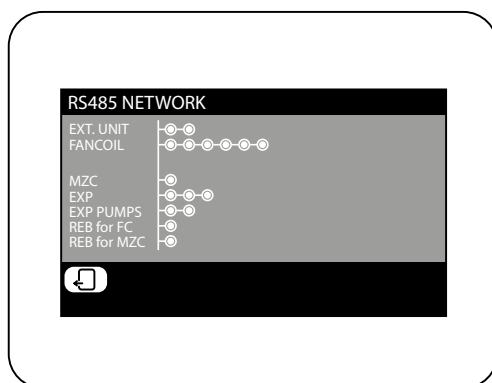 RS485 NETWORK
EXT. UNIT
FANCOIL
MZC
EXP
EXP PUMPS
REB for FC
REB for MZC